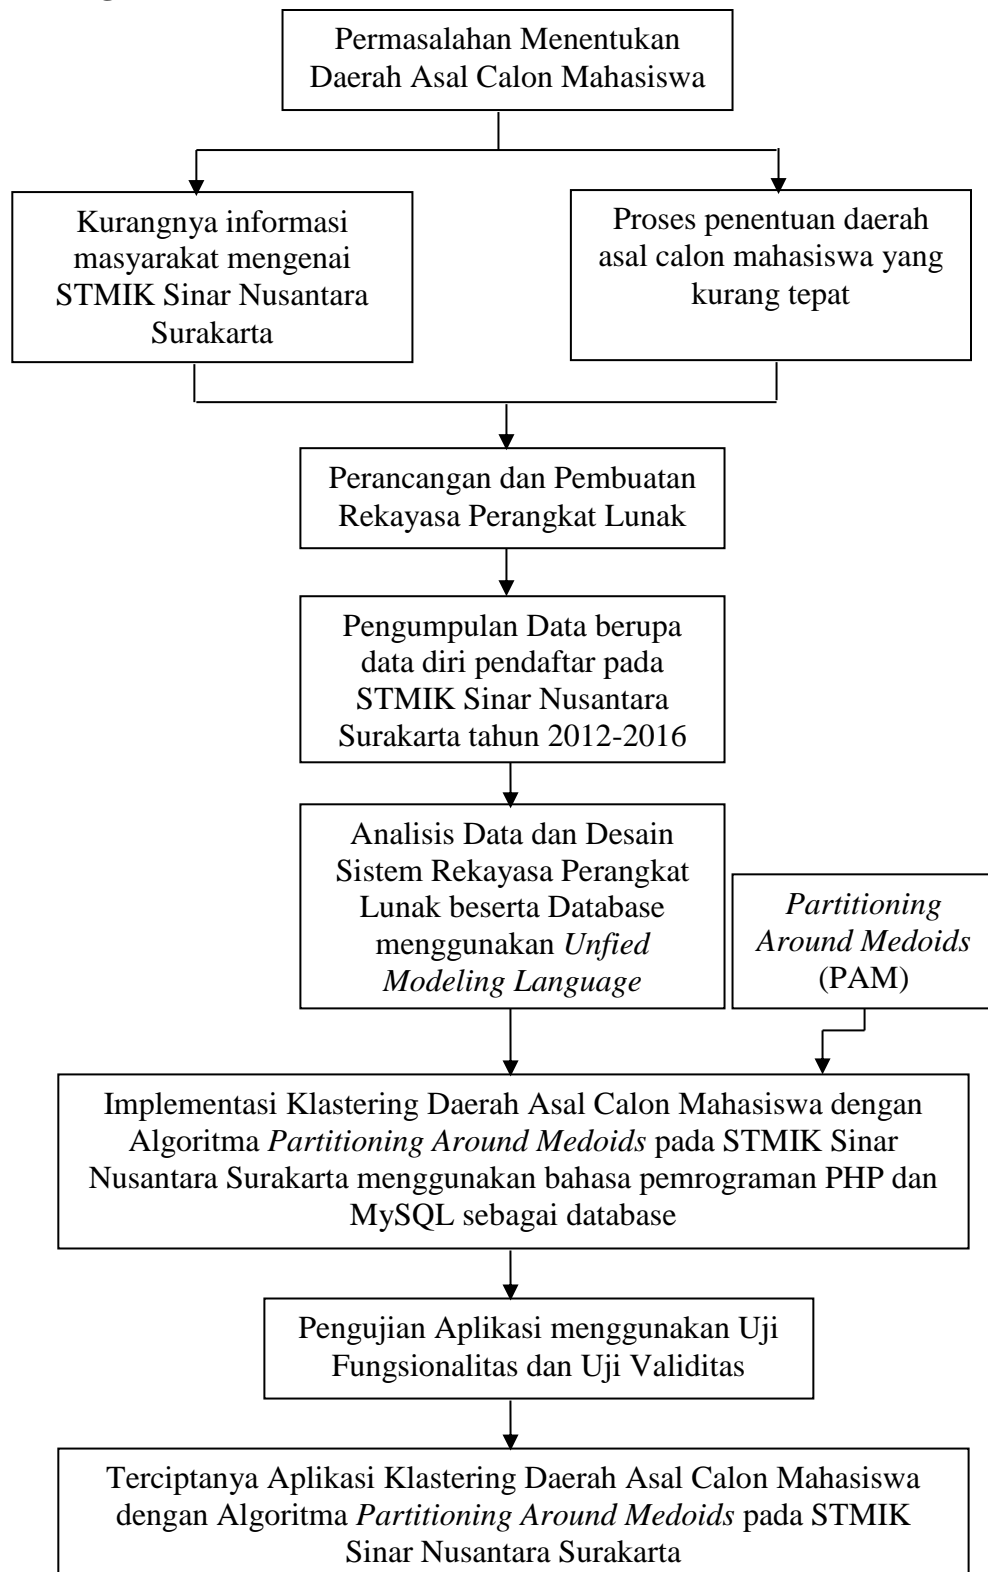 Permasalahan Menentukan
Daerah Asal Calon Mahasiswa
Kurangnya informasi
masyarakat mengenai
STMIK Sinar Nusantara
Surakarta
Proses penentuan daerah
asal calon mahasiswa yang
kurang tepat
Perancangan dan Pembuatan
Rekayasa Perangkat Lunak
Pengumpulan Data berupa
data diri pendaftar pada
STMIK Sinar Nusantara
Surakarta tahun 2012-2016
Analisis Data dan Desain
Sistem Rekayasa Perangkat
Lunak beserta Database
menggunakan Unfied
Modeling Language
Partitioning
Around Medoids
(PAM)
Implementasi Klastering Daerah Asal Calon Mahasiswa dengan
Algoritma Partitioning Around Medoids pada STMIK Sinar
Nusantara Surakarta menggunakan bahasa pemrograman PHP dan
MySQL sebagai database
Pengujian Aplikasi menggunakan Uji
Fungsionalitas dan Uji Validitas
Terciptanya Aplikasi Klastering Daerah Asal Calon Mahasiswa
dengan Algoritma Partitioning Around Medoids pada STMIK
Sinar Nusantara Surakarta